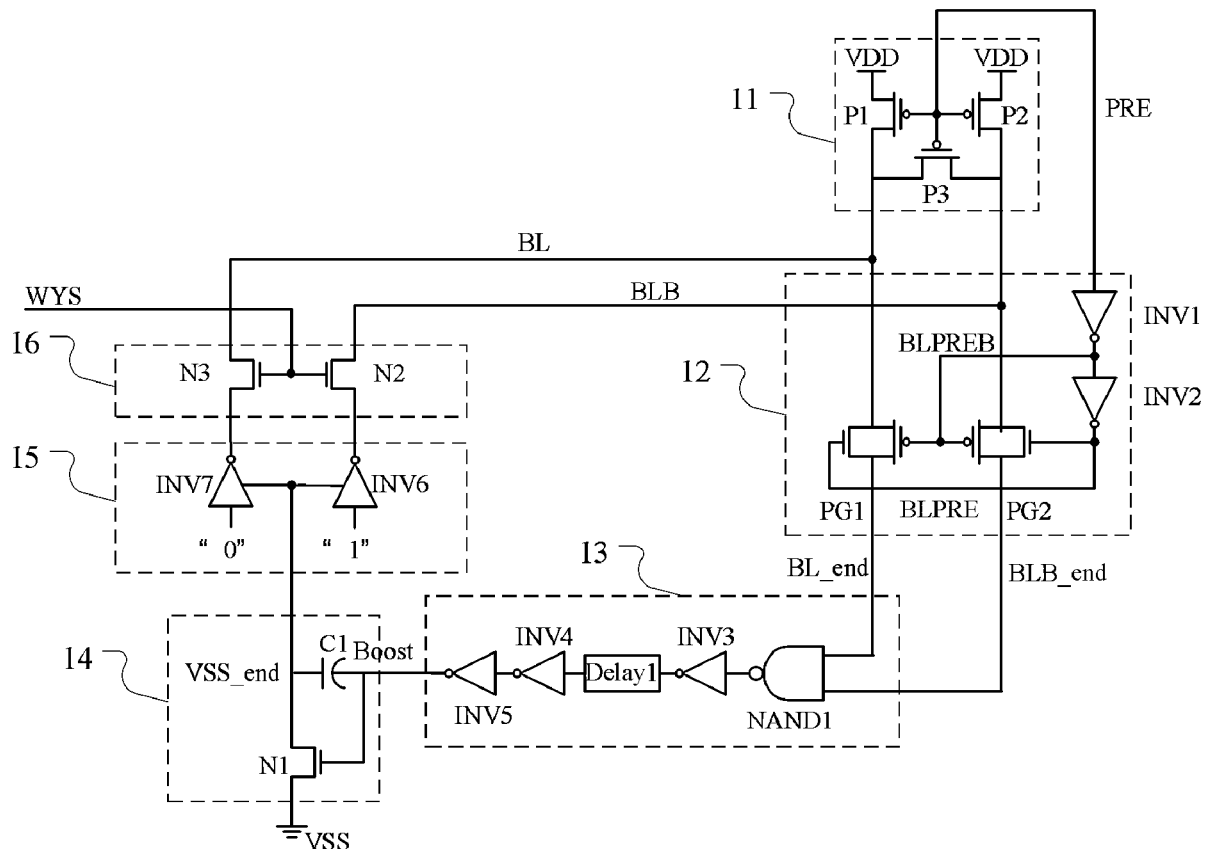 VDD
VDD
11
P1
P2
PRE
P3
BL
WYS
BLB
INV1
16
BLPREB
N3
N2
12
INV2
15
INV7
INV6
PG1
BLPRE
PG2
“ 0”
“ 1”
13
BL_end
BLB_end
14
C1
Boost
INV4
INV3
VSS_end
Delay1
INV5
NAND1
N1
VSS